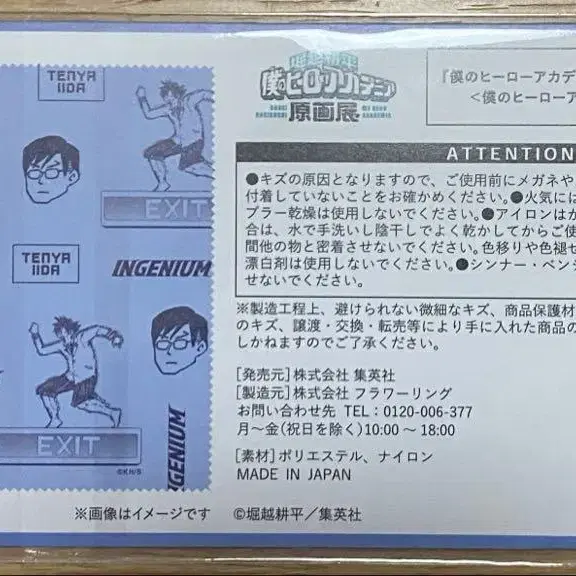 TENYA
IIDA
EXIT
TENYA
IIDA
INGENIUM
EXIT
INGENIUM
©KH/S
※画像はイメージです
堀越耕平
僕のヒーローアカデミア
原画展
『僕のヒーローアカデ
<僕のヒーローア
ATTENTION
●キズの原因となりますので、ご使用前にメガネや
付着していないことをお確かめください。●火気には
ブラー乾燥は使用しないでください。●アイロンはか
合は、水で手洗いし陰干しでよく乾かしてからご使
間他の物と密着させないでください。色移りや色褪せ
漂白剤は使用しないでください。●シンナー・ベンジ
せないでください。
※製造工程上、避けられない微細なキズ、商品保護材
のキズ、譲渡・交換・転売等により手に入れた商品の
しかねますのでご了承ください。
[発売元]株式会社 集英社
[製造元]株式会社 フラワーリング
お問い合わせ先 TEL：0120-006-377
月～金(祝日を除く)10:00 ～ 18:00
[素材]ポリエステル、ナイロン
MADE IN JAPAN
©堀越耕平／集英社